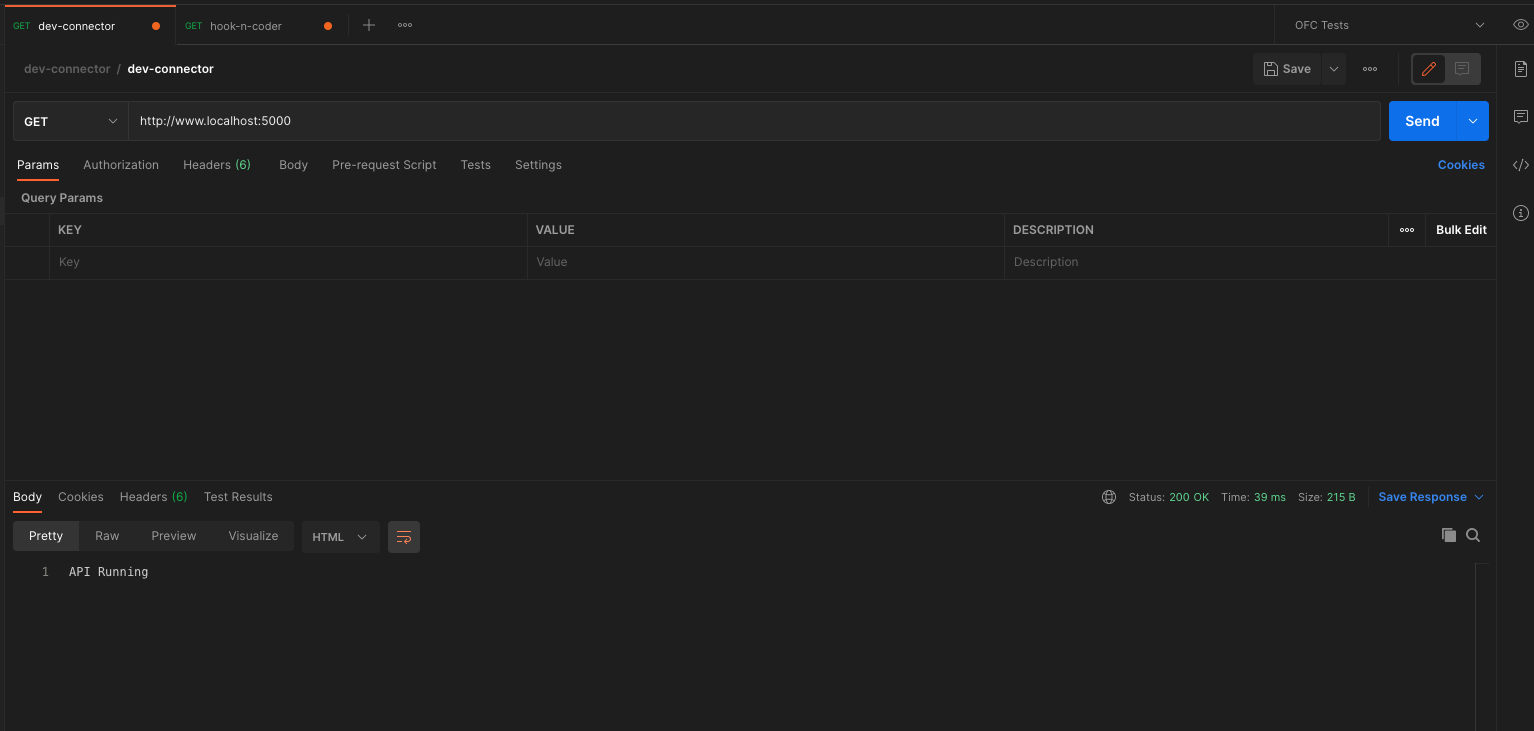 GET dev-connector GET hook-n-coder OFC Tests
dev-connector / dev-connector Save
GET http://www.localhost:5000 Send
Params Authorization Headers (6) Body Pre-request Script Tests Settings Cookies
Query Params
KEY VALUE DESCRIPTION Bulk Edit
Key Value Description
Body Cookies Headers (6) Test Results Status: 200 OK Time: 39 ms Size: 215 B Save Response
Pretty Raw Preview Visualize HTML
1 API Running